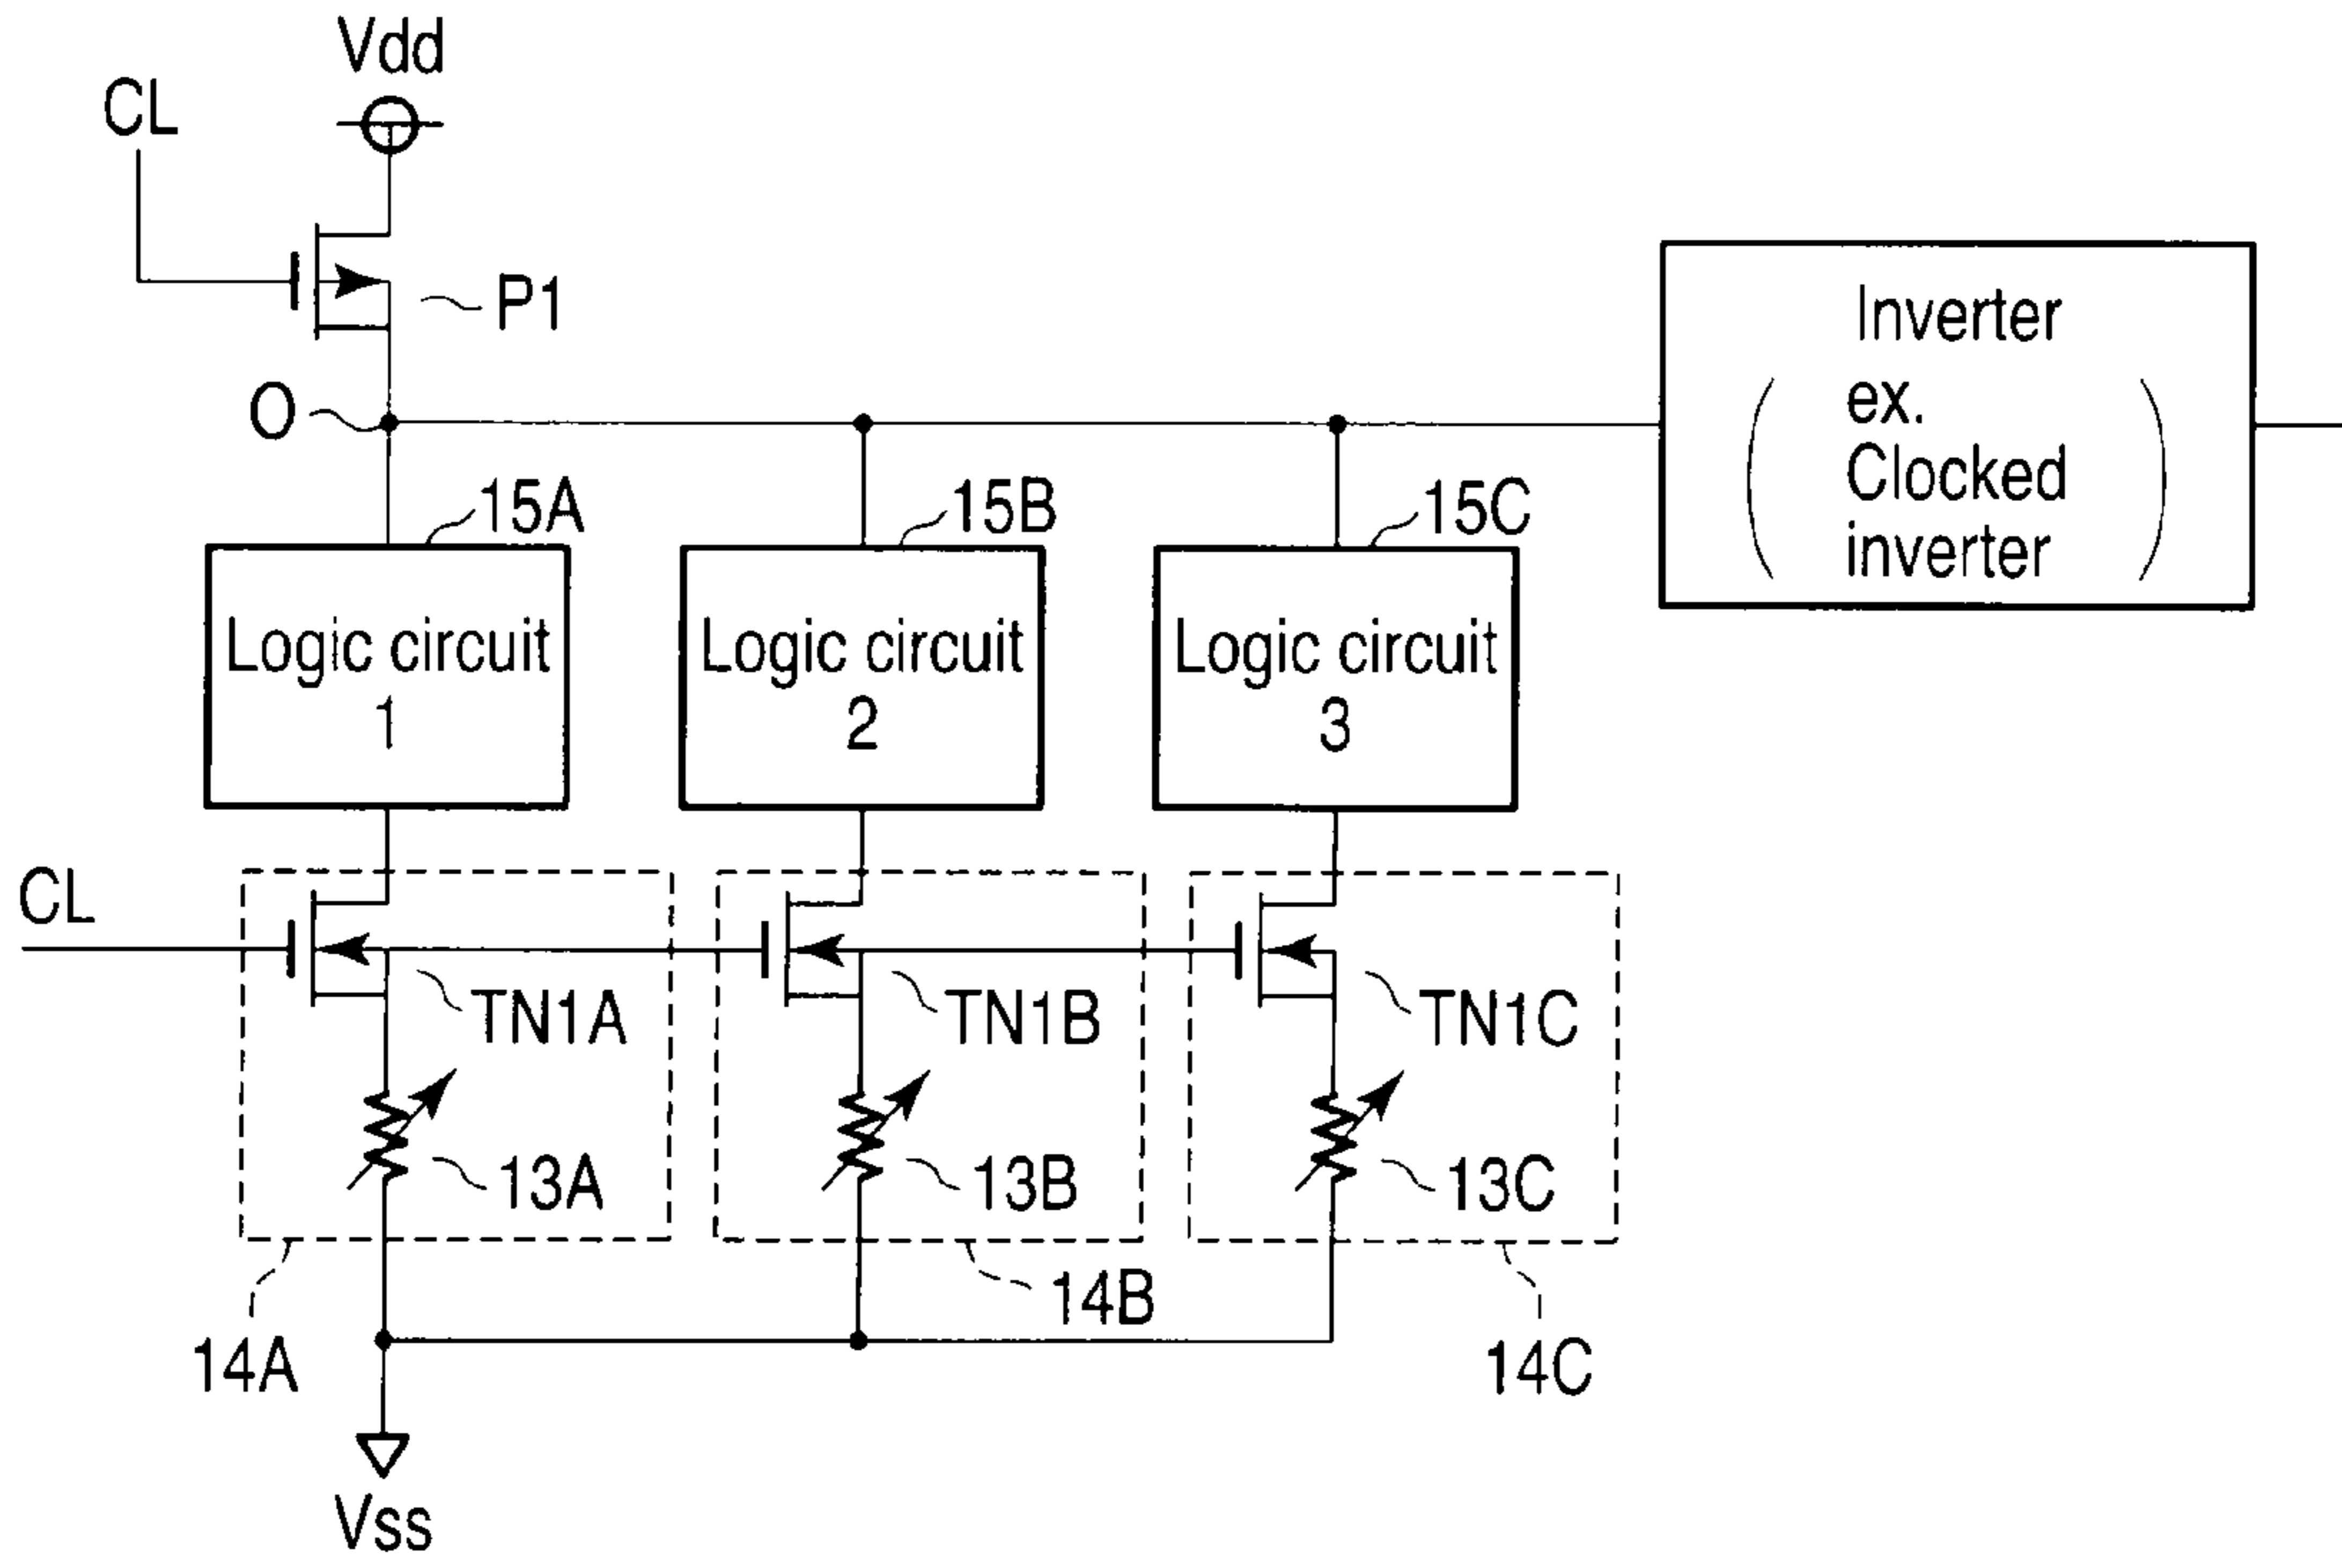 Vdd
CL
P1
O
Inverter
ex.
Clocked
inverter
15A
15B
15C
Logic circuit
1
Logic circuit
2
Logic circuit
3
CL
TN1A
TN1B
TN1C
13A
13B
13C
14A
14B
14C
Vss